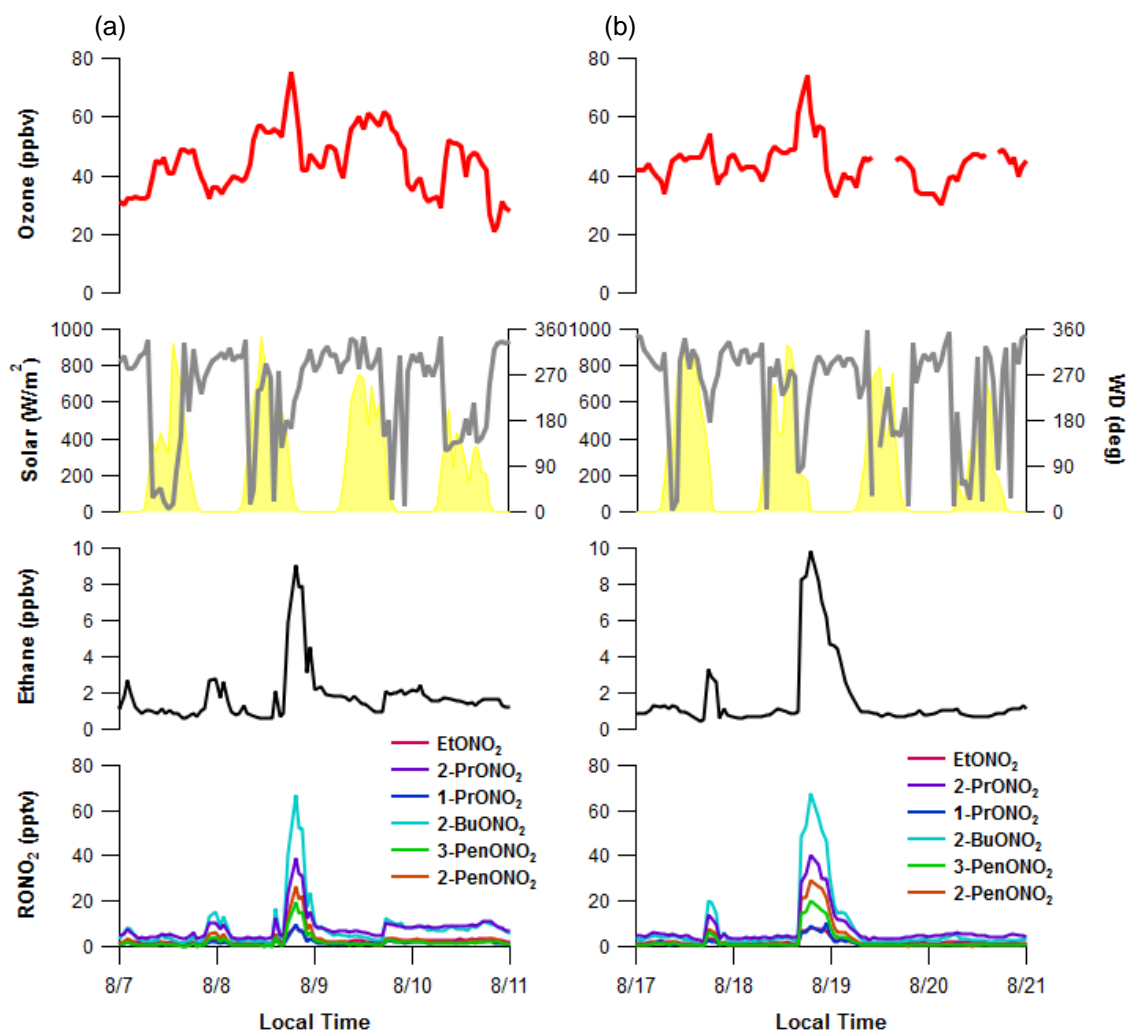 (a)
(b)
Ozone (ppbv)
80
60
40
20
0
80
60
40
20
0
Solar (W/m²)
1000
800
600
400
200
0
360
270
180
90
0
1000
800
600
400
200
0
360
270
180
90
0
WD (deg)
Ethane (ppbv)
10
8
6
4
2
0
10
8
6
4
2
0
RONO₂ (pptv)
80
60
40
20
0
EtONO₂
2-PrONO₂
1-PrONO₂
2-BuONO₂
3-PenONO₂
2-PenONO₂
80
60
40
20
0
EtONO₂
2-PrONO₂
1-PrONO₂
2-BuONO₂
3-PenONO₂
2-PenONO₂
8/7 8/8 8/9 8/10 8/11
Local Time
8/17 8/18 8/19 8/20 8/21
Local Time